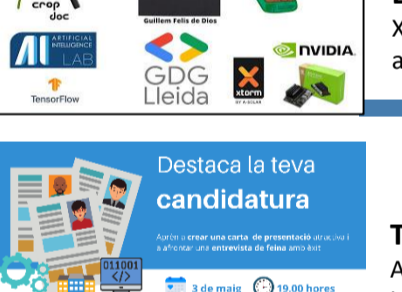 crop
doc
Guillem Felis de Dios
AI ARTIFICIAL
INTELLIGENCE
LAB
TensorFlow
GDG
Lleida
xtorm
NVIDIA.
X
a
Destaca la teva
candidatura
Aprèn a crear una carta de presentació atractiva i
a afrontar una entrevista de feina amb èxit
011001
</>
3 de maig
19.00 hores
T
A